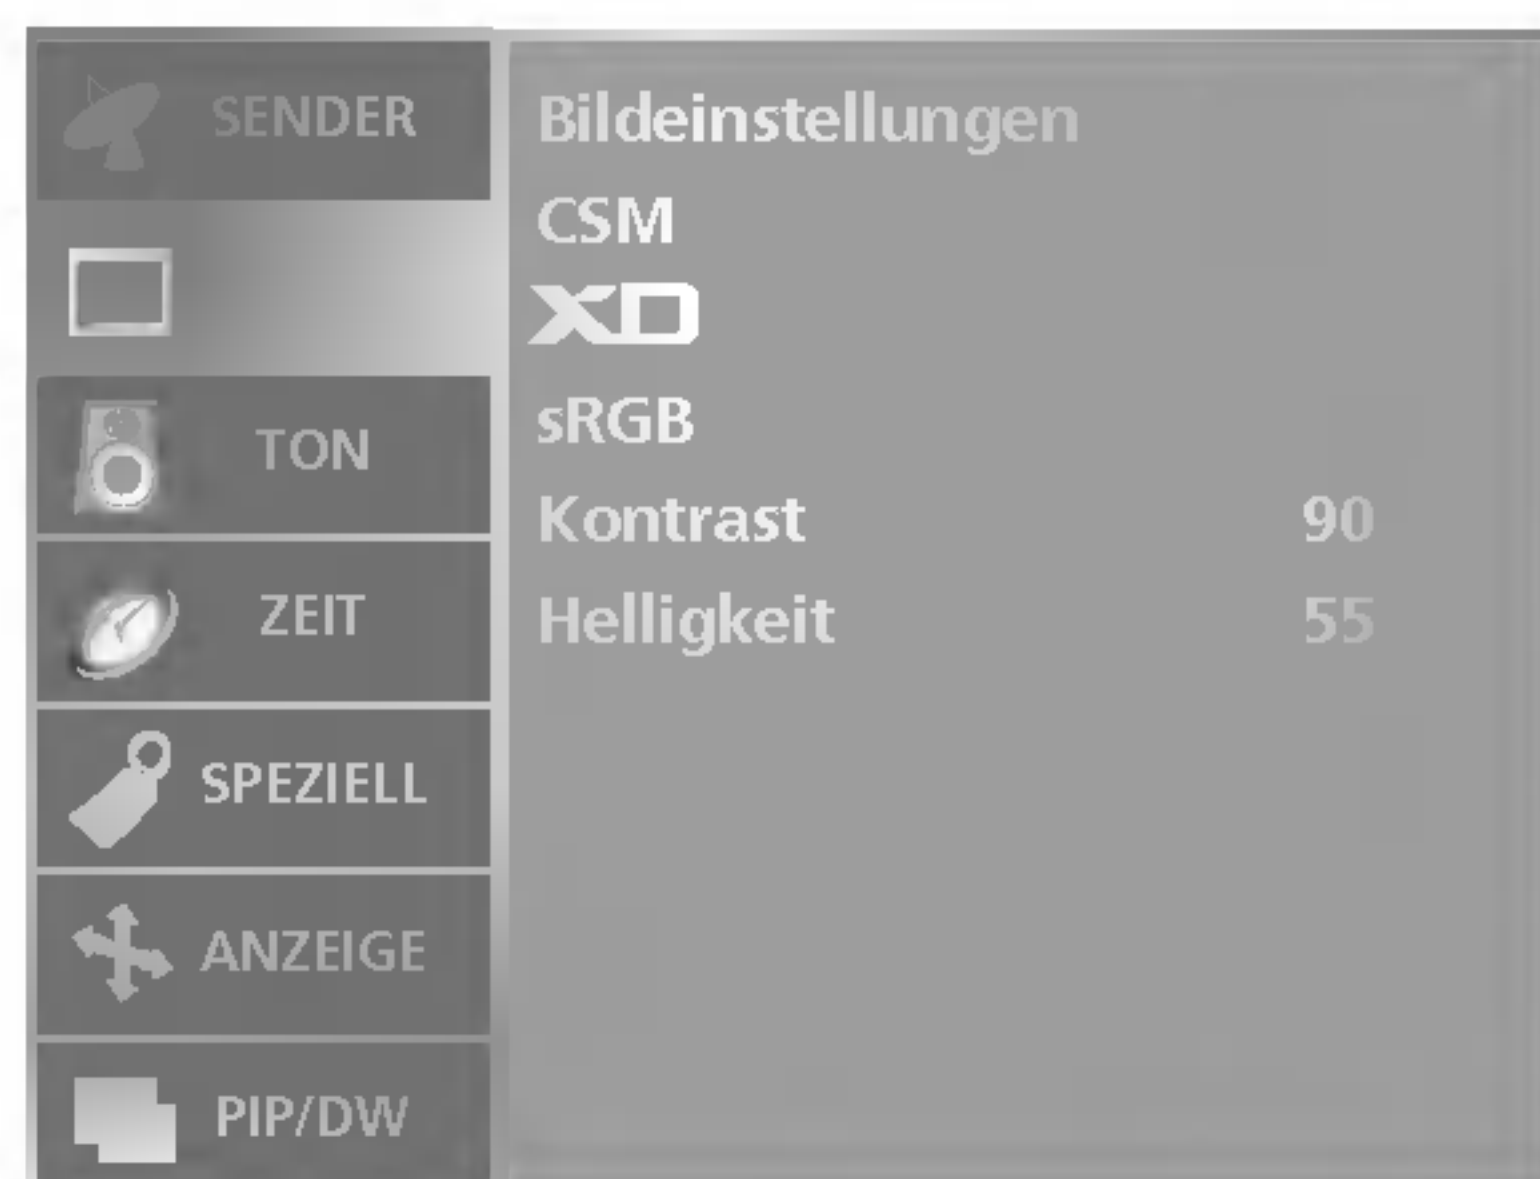 SENDER
TON
ZEIT
SPEZIELL
ANZEIGE
PIP/DW
Bildeinstellungen
CSM
XD
sRGB
Kontrast 90
Helligkeit 55